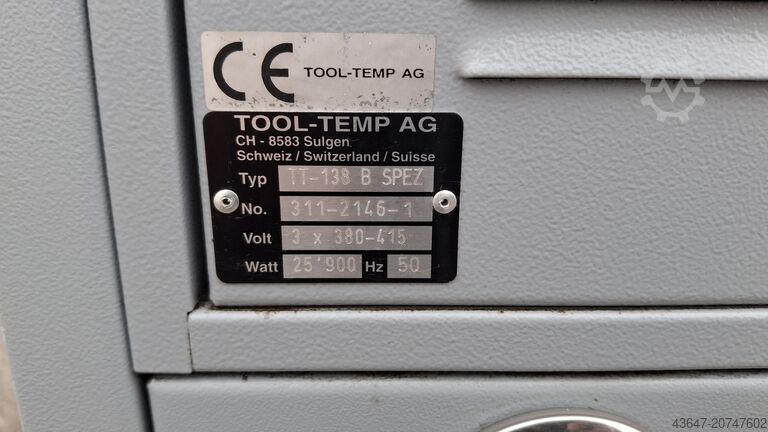 CE TOOL-TEMP AG
TOOL-TEMP AG
CH - 8583 Sulgen
Schweiz / Switzerland / Suisse
Typ TT-138 B SPEZ
No. 311-2146-1
Volt 3 x 380-415
Watt 25'900 Hz 50
43647-20747602